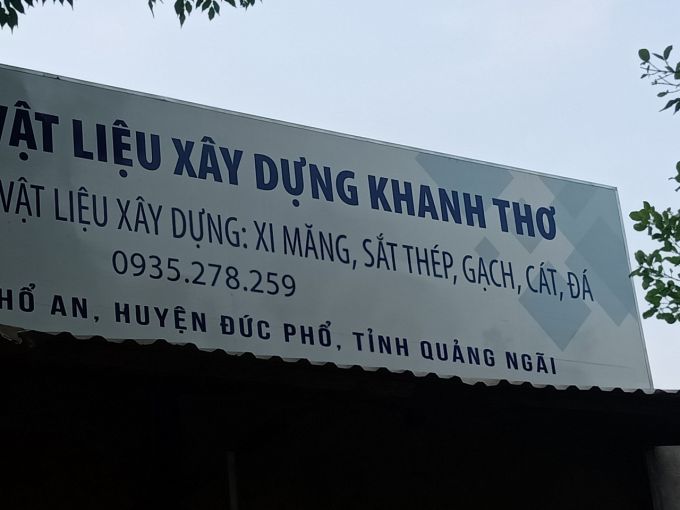 VẬT LIỆU XÂY DỰNG KHANH THƠ
VẬT LIỆU XÂY DỰNG: XI MĂNG, SẮT THÉP, GẠCH, CÁT, ĐÁ
0935.278.259
PHỔ AN, HUYỆN ĐỨC PHỔ, TỈNH QUẢNG NGÃI